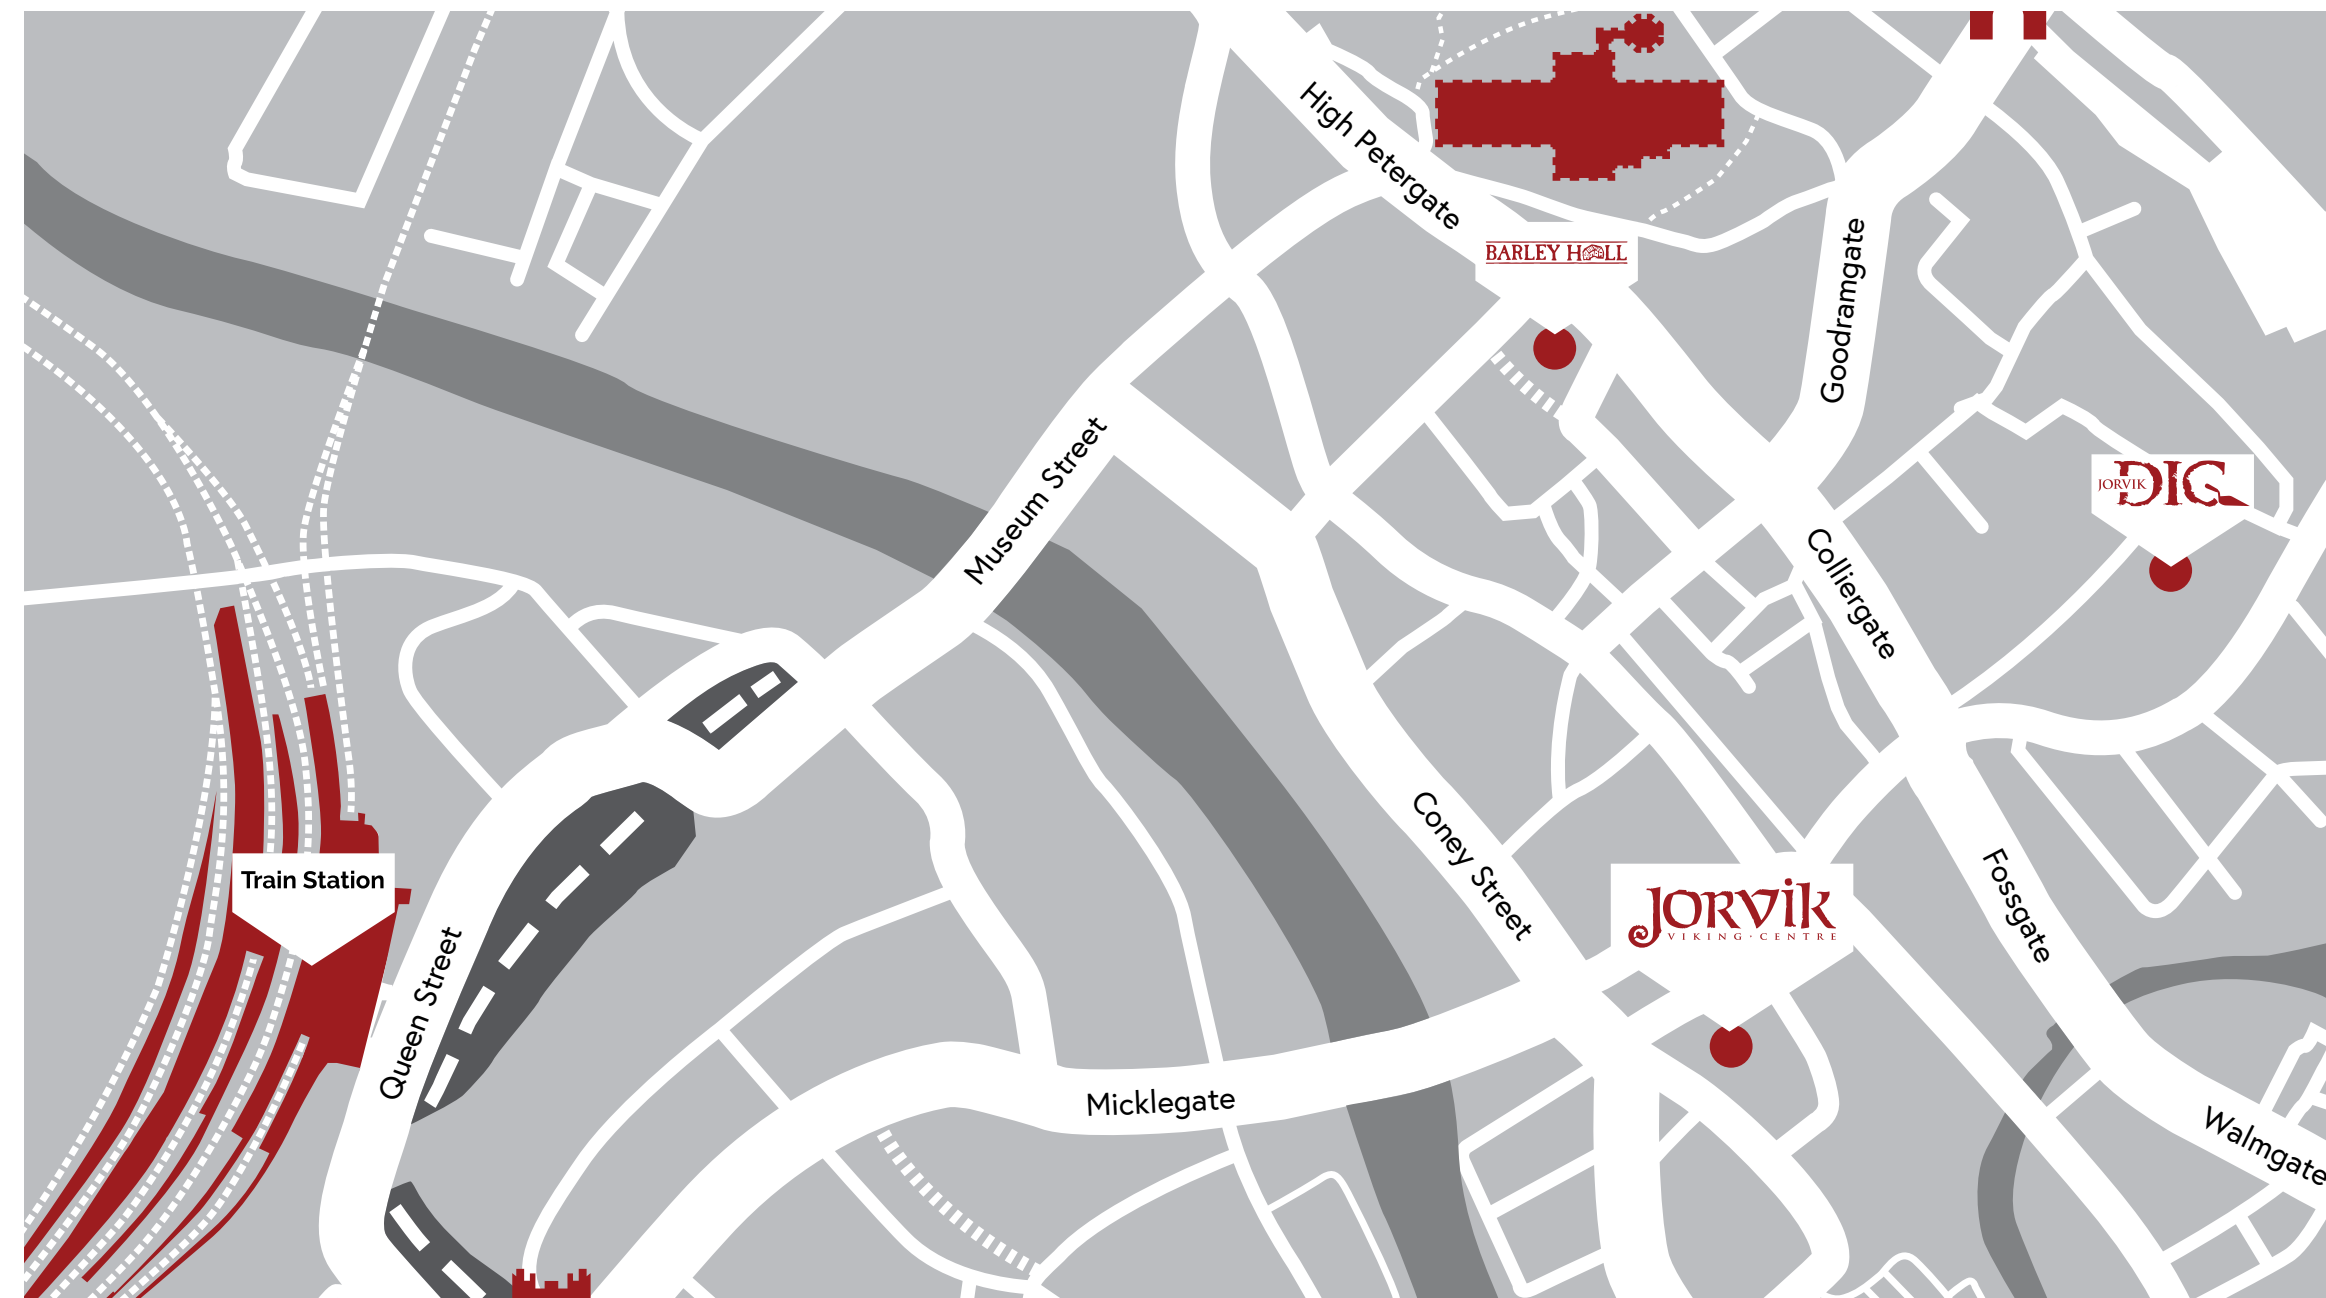 High Petergate
BARLEY HALL
Goodramgate
Museum Street
JORVIK DIG
Colliergate
Coney Street
Train Station
JORVIK
VIKING · CENTRE
Fossgate
Queen Street
Micklegate
Walmgate